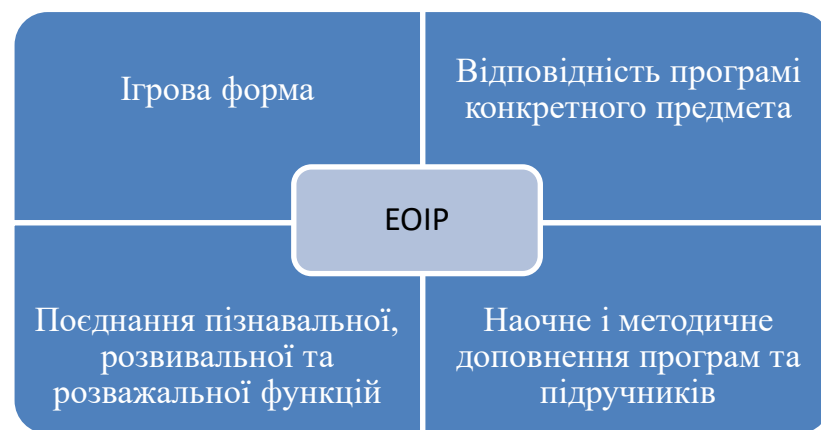 Ігрова форма
Відповідність програмі
конкретного предмета
ЕОІР
Поєднання пізнавальної,
розвивальної та
розважальної функцій
Наочне і методичне
доповнення програм та
підручників